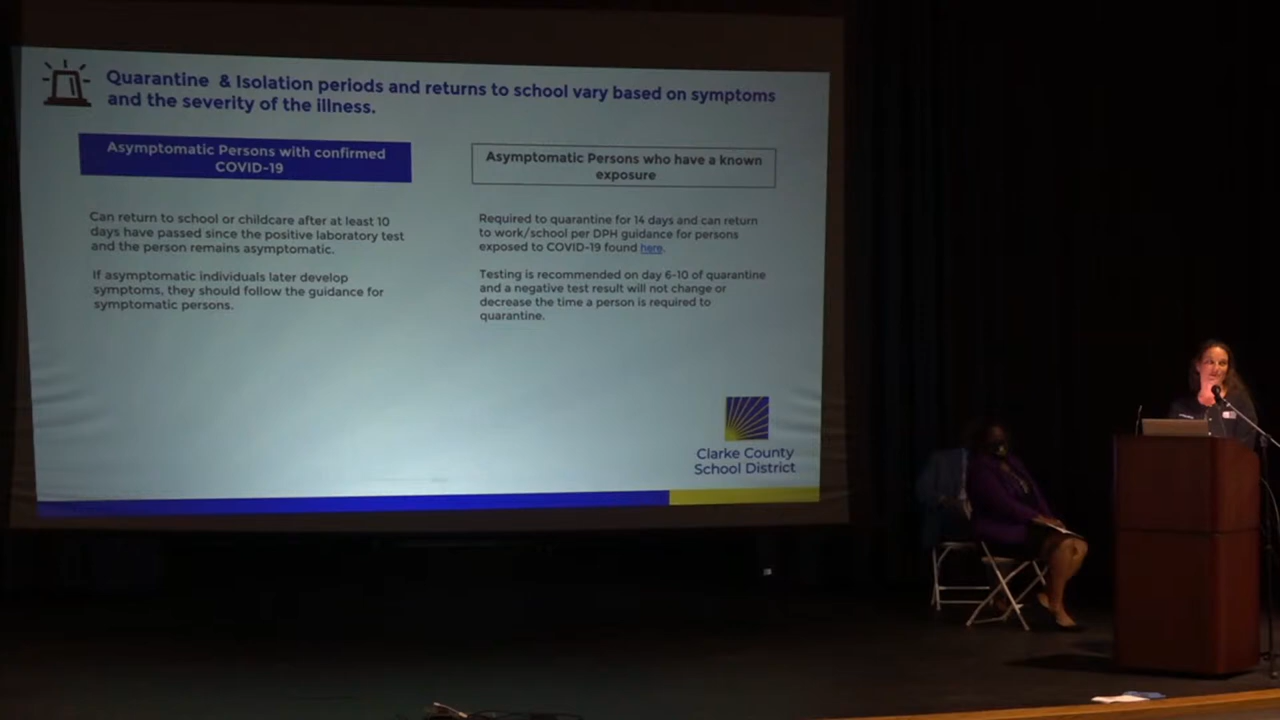 Quarantine & Isolation periods and returns to school vary based on symptoms
and the severity of the illness.
Asymptomatic Persons with confirmed
COVID-19
Can return to school or childcare after at least 10
days have passed since the positive laboratory test
and the person remains asymptomatic.
If asymptomatic individuals later develop
symptoms, they should follow the guidance for
symptomatic persons.
Asymptomatic Persons who have a known
exposure
Required to quarantine for 14 days and can return
to work/school per DPH guidance for persons
exposed to COVID-19 found here.
Testing is recommended on day 6-10 of quarantine
and a negative test result will not change or
decrease the time a person is required to
quarantine.
Clarke County
School District